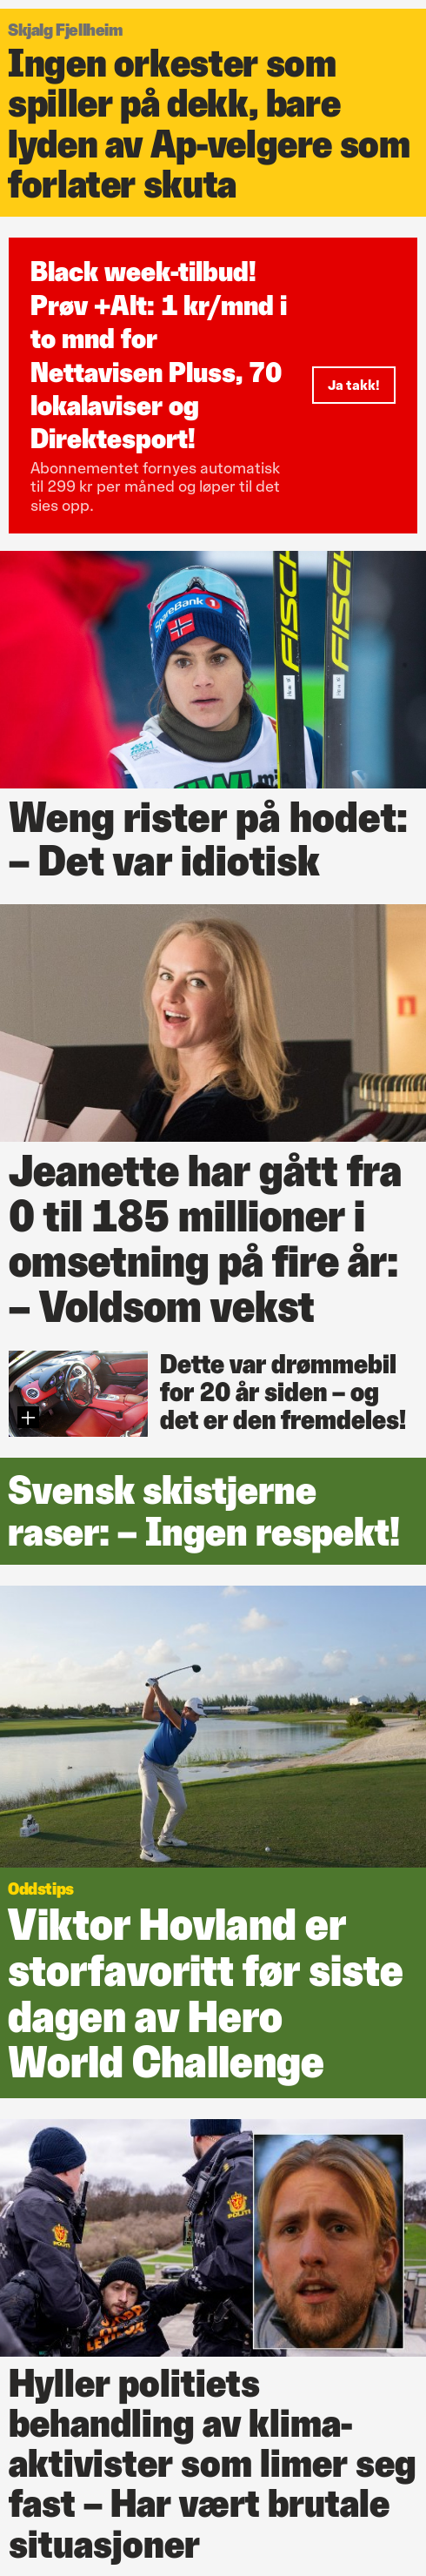 Skjalg Fjellheim
Ingen orkester som
spiller på dekk, bare
lyden av Ap-velgere som
forlater skuta
Black week-tilbud!
Prøv +Alt: 1 kr/mnd i
to mnd for
Nettavisen Pluss, 70
lokalaviser og
Direktesport!
Ja takk!
Abonnementet fornyes automatisk
til 299 kr per måned og løper til det
sies opp.
SpareBank 1
FISCH
FISCH
Weng rister på hodet:
– Det var idiotisk
Jeanette har gått fra
0 til 185 millioner i
omsetning på fire år:
– Voldsom vekst
Dette var drømmebil
for 20 år siden – og
det er den fremdeles!
Svensk skistjerne
raser: – Ingen respekt!
Oddstips
Viktor Hovland er
storfavoritt før siste
dagen av Hero
World Challenge
POLITI
POLITI
STOPP
Hyller politiets
behandling av klima-
aktivister som limer seg
fast – Har vært brutale
situasjoner